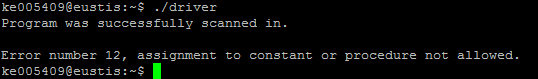 ke005409@eustis:~$ ./driver
Program was successfully scanned in.
Error number 12, assignment to constant or procedure not allowed.
ke005409@eustis:~$